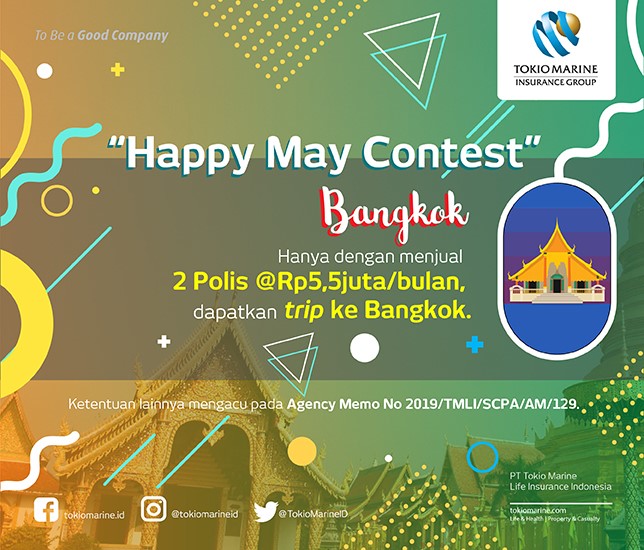 To Be a Good Company
TOKIO MARINE
INSURANCE GROUP
"Happy May Contest"
Bangkok
Hanya dengan menjual
2 Polis @Rp5,5juta/bulan,
dapatkan trip ke Bangkok.
Ketentuan lainnya mengacu pada Agency Memo No 2019/TMLI/SCPA/AM/129.
PT Tokio Marine
Life Insurance Indonesia
tokiomarine.com
Life & Health | Property & Casualty
tokiomarine.id
@tokiomarineid
@TokioMarineID